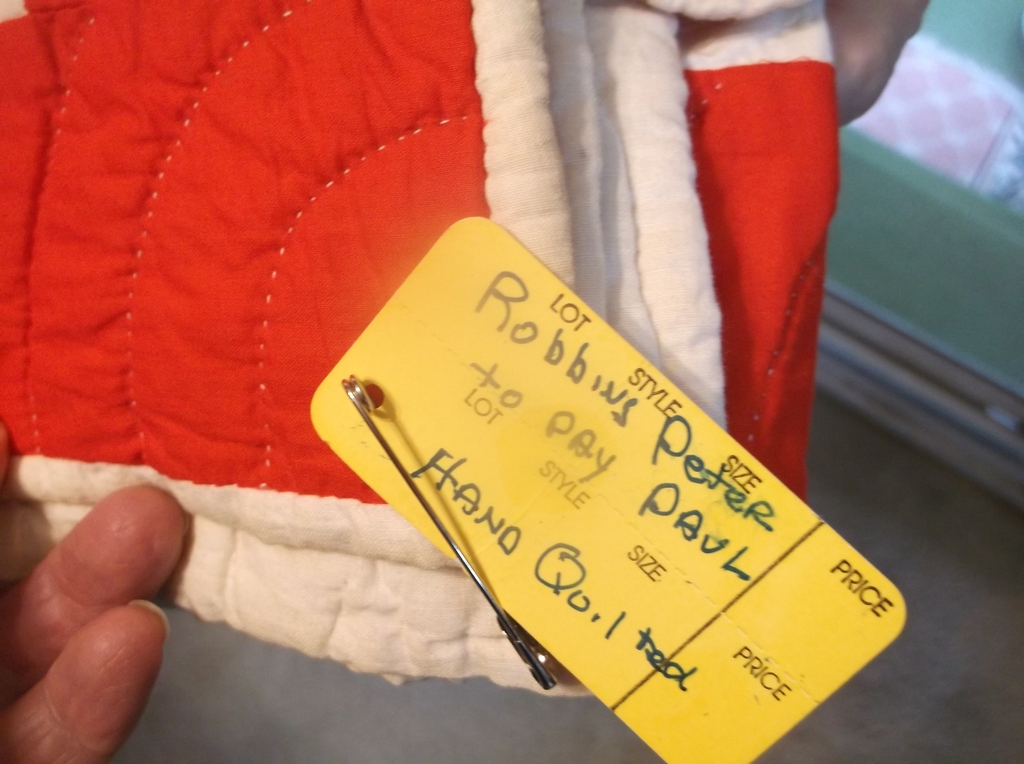 LOT STYLE SIZE PRICE
Robbins Peter
to pay Paul
LOT STYLE SIZE PRICE
HAND Quilted